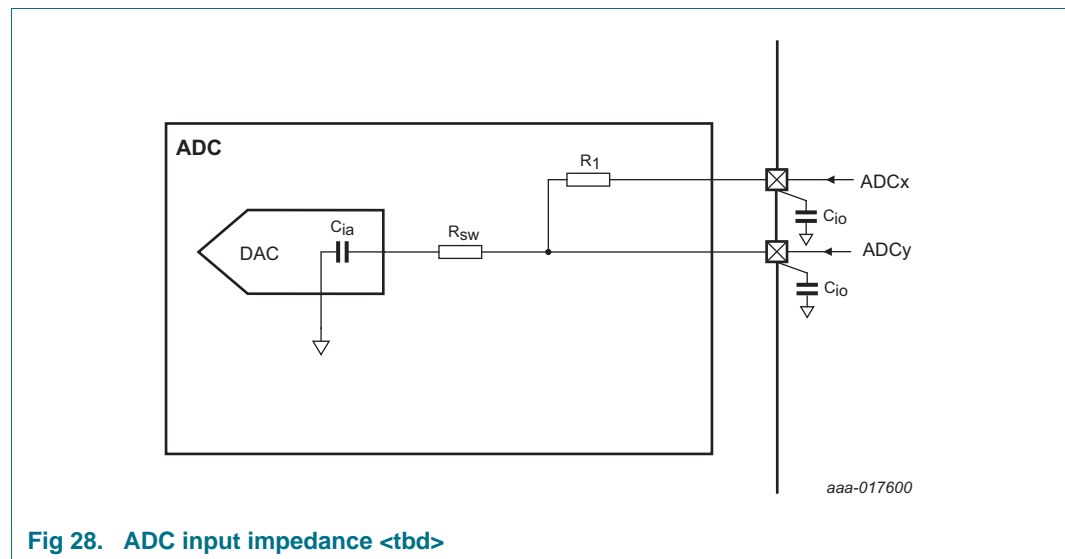 ADC
R1
ADCx
Cio
Cia
Rsw
DAC
ADCy
Cio
aaa-017600
Fig 28. ADC input impedance <tbd>